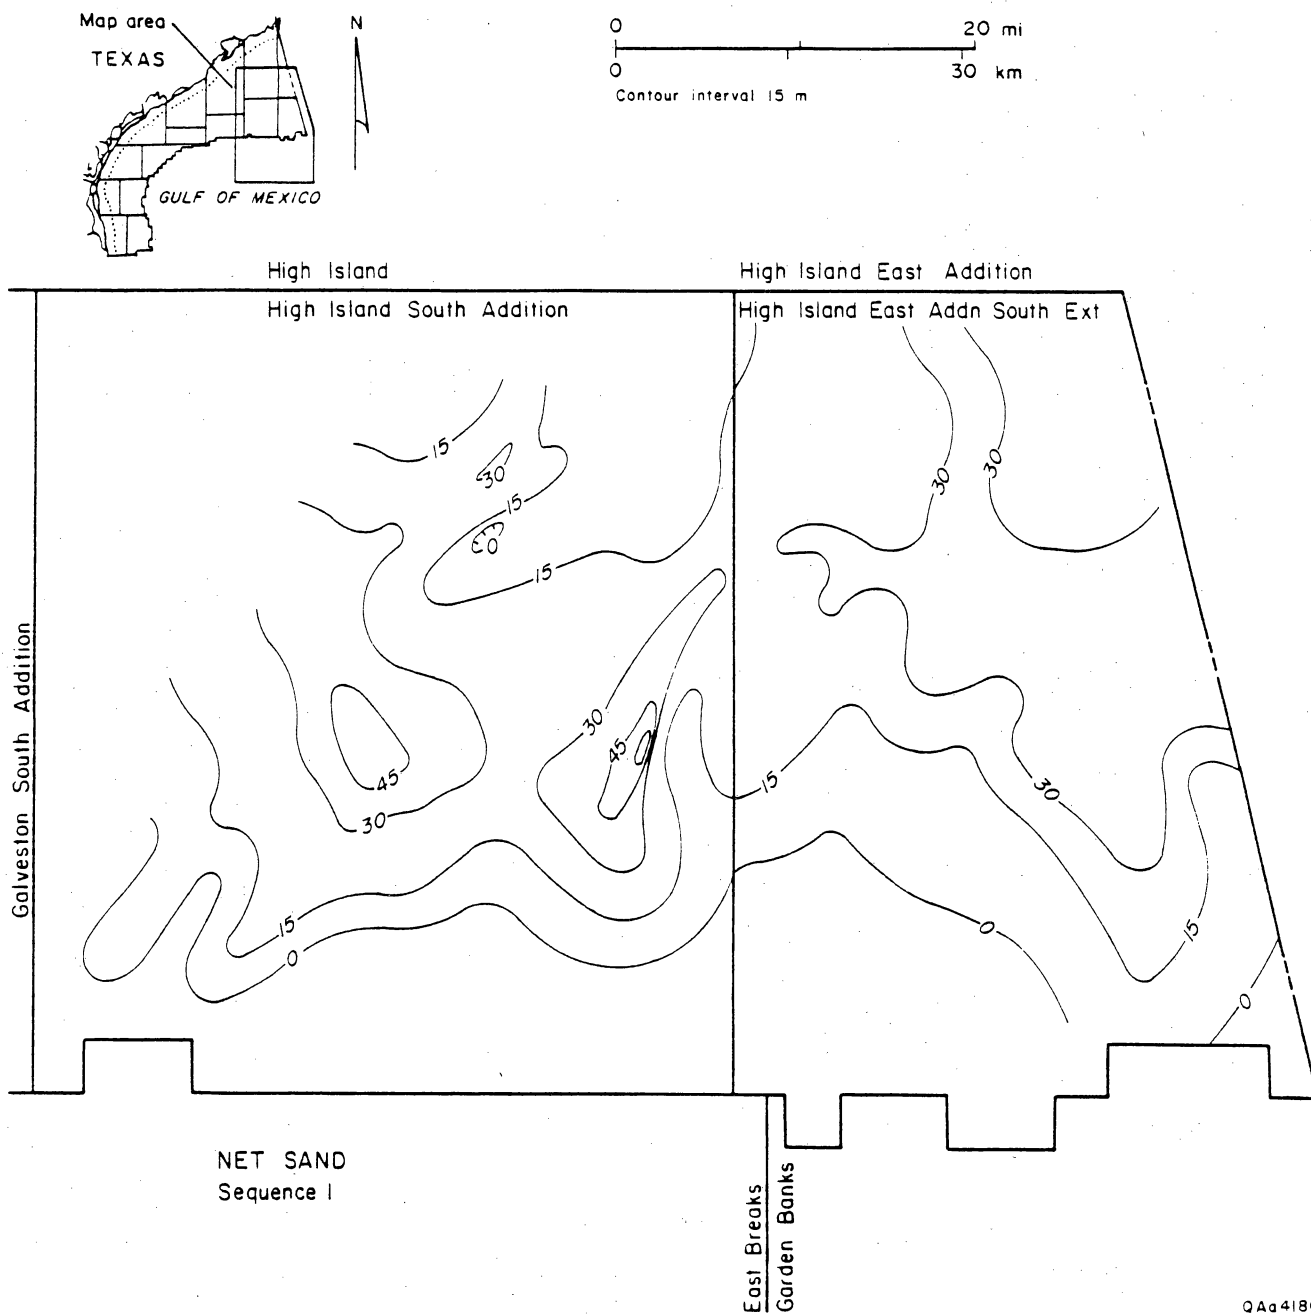 Map area
TEXAS
GULF OF MEXICO
N
0 20 mi
0 30 km
Contour interval 15 m
High Island
High Island East Addition
High Island South Addition
High Island East Addn South Ext
Galveston South Addition
15
30
15
0
15
30
30
30
45
45
15
30
30
15
0
0
15
0
NET SAND
Sequence I
East Breaks
Garden Banks